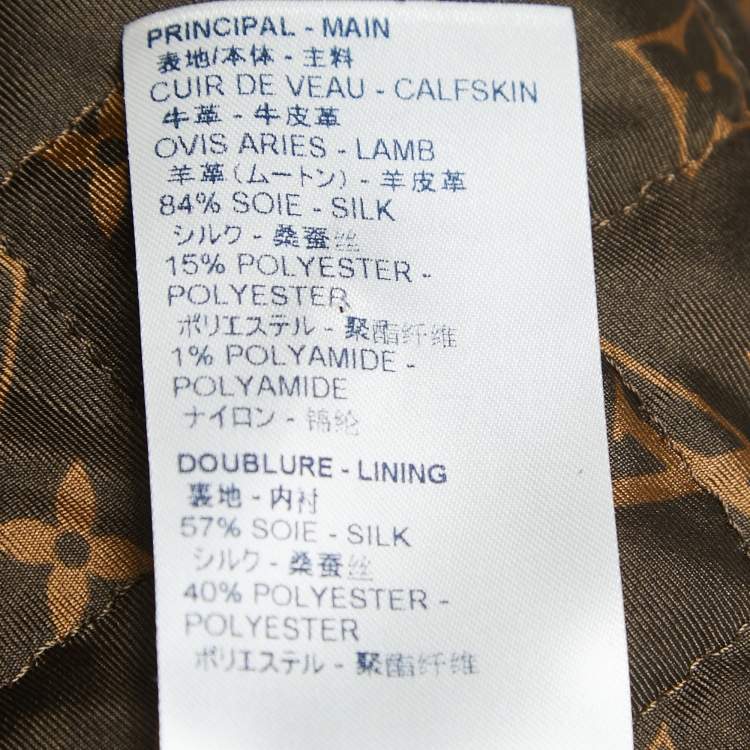 PRINCIPAL - MAIN
表地/本体 - 主料
CUIR DE VEAU - CALFSKIN
牛革 - 牛皮革
OVIS ARIES - LAMB
羊革(ムートン) - 羊皮革
84% SOIE - SILK
シルク - 桑蚕丝
15% POLYESTER -
POLYESTER
ポリエステル - 聚酯纤维
1% POLYAMIDE -
POLYAMIDE
ナイロン - 锦纶
DOUBLURE - LINING
裏地 - 内衬
57% SOIE - SILK
シルク - 桑蚕丝
40% POLYESTER -
POLYESTER
ポリエステル - 聚酯纤维